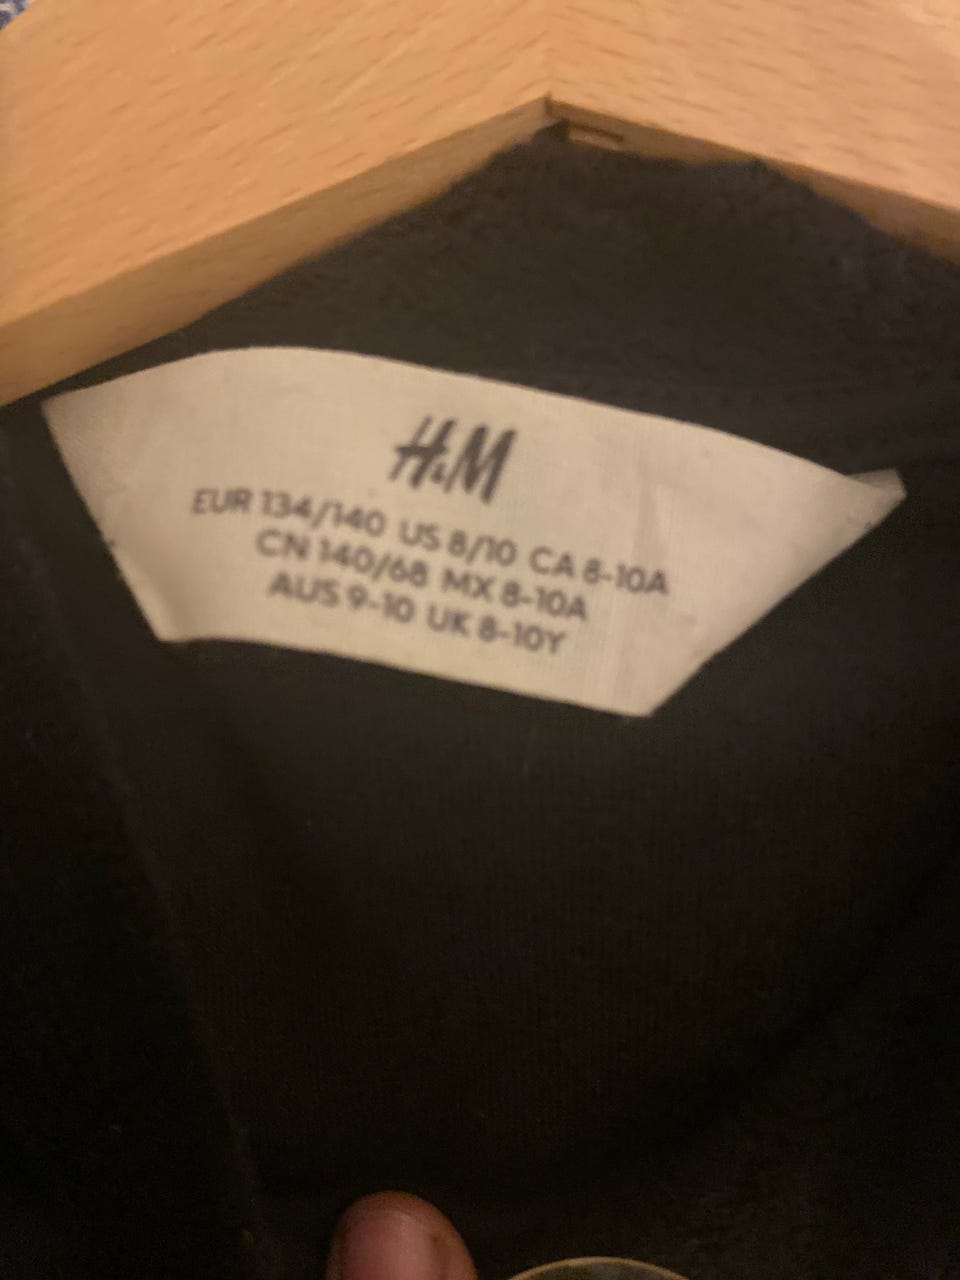 H&M
EUR 134/140 US 8/10 CA 8-10A
CN 140/68 MX 8-10A
AUS 9-10 UK 8-10Y